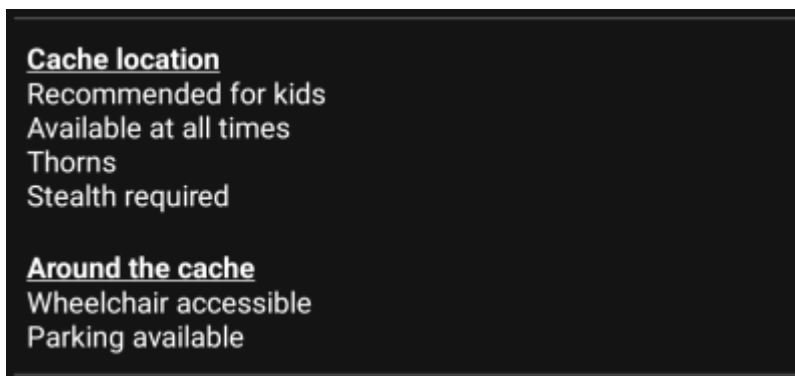 Cache location
Recommended for kids
Available at all times
Thorns
Stealth required
Around the cache
Wheelchair accessible
Parking available